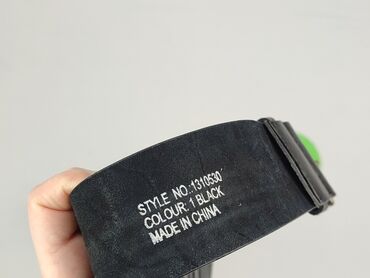 STYLE NO.:1310530
COLOUR: 1 BLACK
MADE IN CHINA